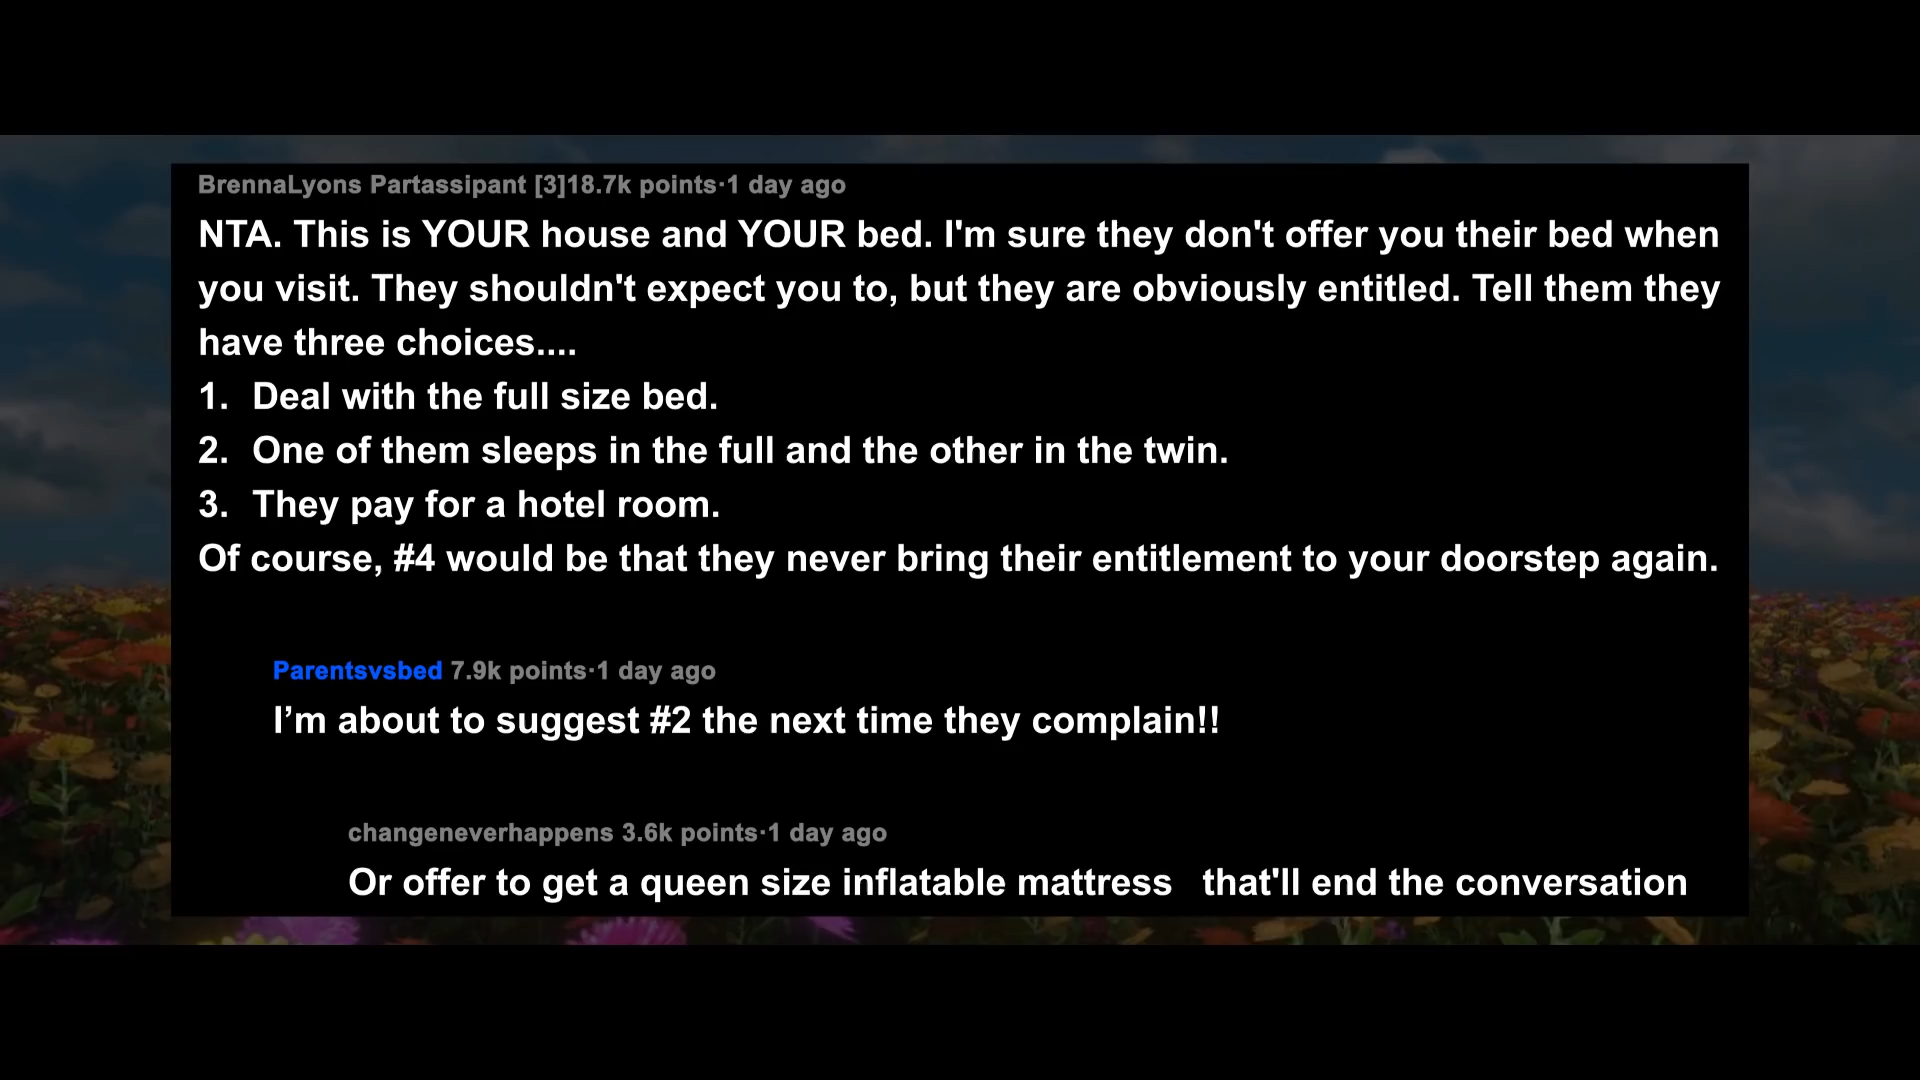 BrennaLyons Partassipant [3]18.7k points·1 day ago
NTA. This is YOUR house and YOUR bed. I'm sure they don't offer you their bed when
you visit. They shouldn't expect you to, but they are obviously entitled. Tell them they
have three choices....
1. Deal with the full size bed.
2. One of them sleeps in the full and the other in the twin.
3. They pay for a hotel room.
Of course, #4 would be that they never bring their entitlement to your doorstep again.
Parentsvsbed 7.9k points·1 day ago
I’m about to suggest #2 the next time they complain!!
changeneverhappens 3.6k points·1 day ago
Or offer to get a queen size inflatable mattress that'll end the conversation